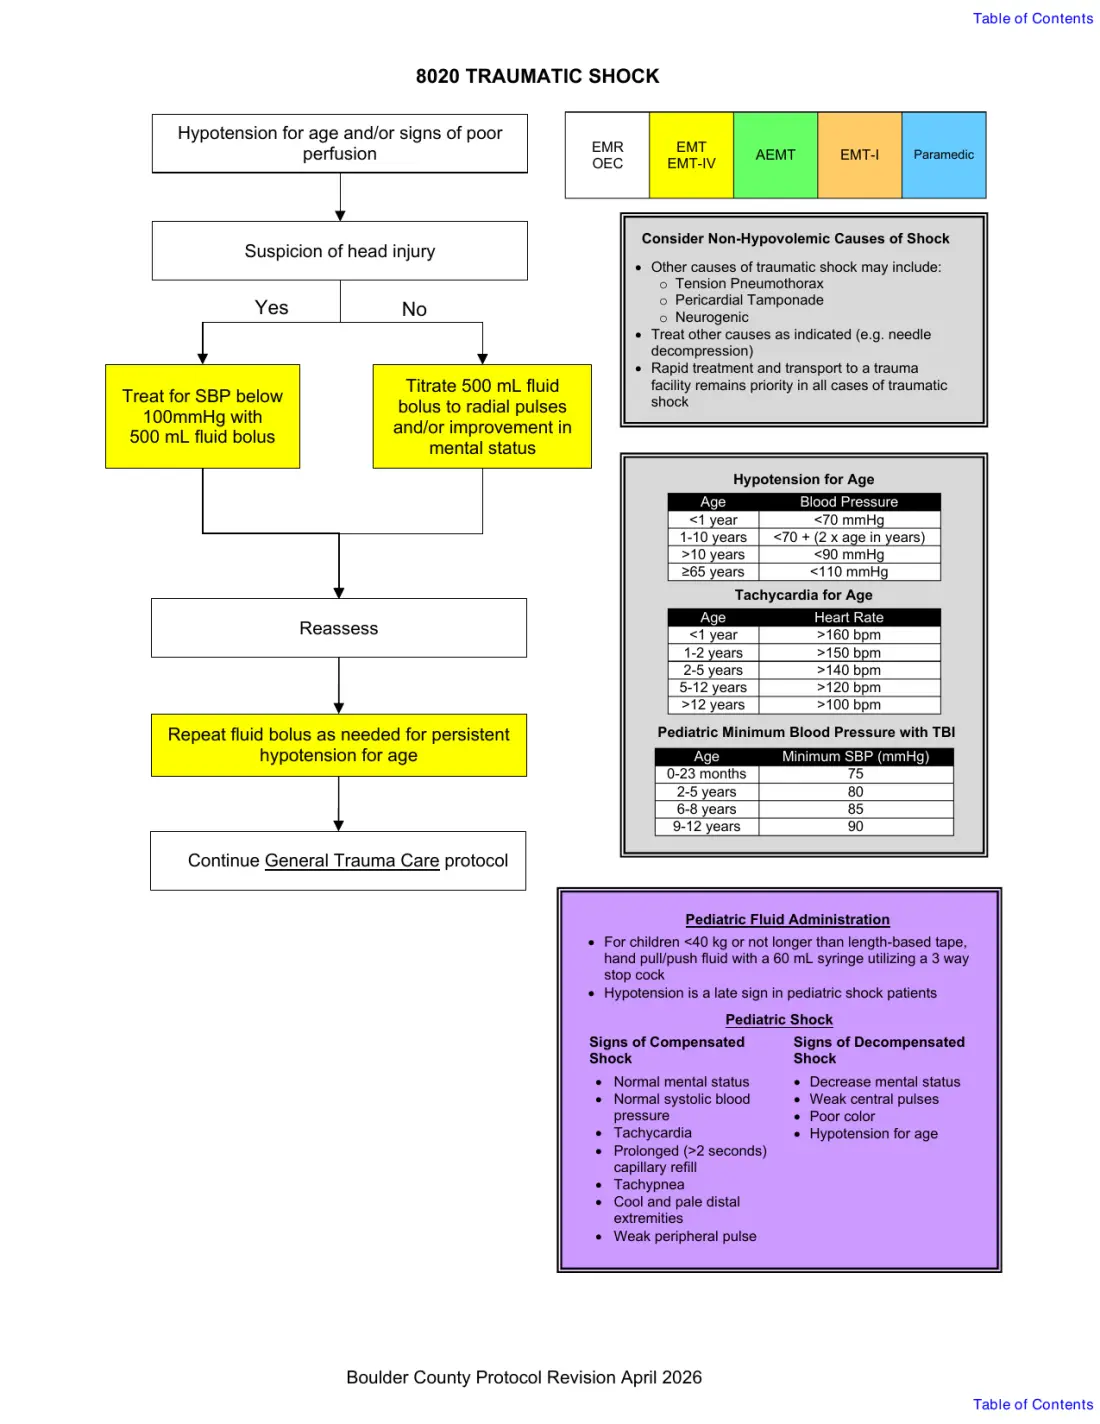 Table of Contents
8020 TRAUMATIC SHOCK
Hypotension for age and/or signs of poor
perfusion
Suspicion of head injury
Yes
No
Treat for SBP below
100mmHg with
500 mL fluid bolus
Titrate 500 mL fluid
bolus to radial pulses
and/or improvement in
mental status
Reassess
Repeat fluid bolus as needed for persistent
hypotension for age
Continue General Trauma Care protocol
EMR
OEC
EMT
EMT-IV
AEMT
EMT-I
Paramedic
Consider Non-Hypovolemic Causes of Shock
• Other causes of traumatic shock may include:
o Tension Pneumothorax
o Pericardial Tamponade
o Neurogenic
• Treat other causes as indicated (e.g. needle
decompression)
• Rapid treatment and transport to a trauma
facility remains priority in all cases of traumatic
shock
Hypotension for Age
Age Blood Pressure
<1 year <70 mmHg
1-10 years <70 + (2 x age in years)
>10 years <90 mmHg
≥65 years <110 mmHg
Tachycardia for Age
Age Heart Rate
<1 year >160 bpm
1-2 years >150 bpm
2-5 years >140 bpm
5-12 years >120 bpm
>12 years >100 bpm
Pediatric Minimum Blood Pressure with TBI
Age Minimum SBP (mmHg)
0-23 months 75
2-5 years 80
6-8 years 85
9-12 years 90
Pediatric Fluid Administration
• For children <40 kg or not longer than length-based tape,
hand pull/push fluid with a 60 mL syringe utilizing a 3 way
stop cock
• Hypotension is a late sign in pediatric shock patients
Pediatric Shock
Signs of Compensated
Shock
• Normal mental status
• Normal systolic blood
pressure
• Tachycardia
• Prolonged (>2 seconds)
capillary refill
• Tachypnea
• Cool and pale distal
extremities
• Weak peripheral pulse
Signs of Decompensated
Shock
• Decrease mental status
• Weak central pulses
• Poor color
• Hypotension for age
Boulder County Protocol Revision April 2026
Table of Contents